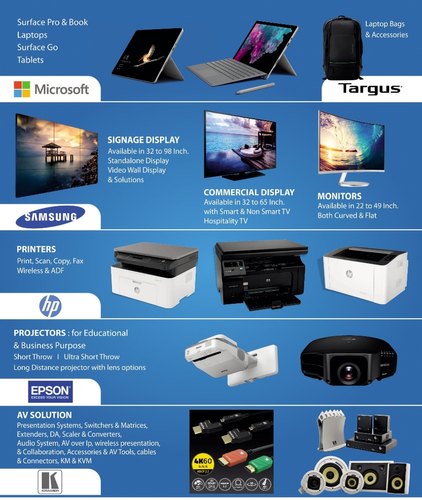 Surface Pro & Book
Laptops
Surface Go
Tablets
Microsoft
Laptop Bags
& Accessories
Targus
SIGNAGE DISPLAY
Available in 32 to 98 Inch.
Standalone Display
Video Wall Display
& Solutions
COMMERCIAL DISPLAY
Available in 32 to 65 Inch.
with Smart & Non Smart TV
Hospitality TV
MONITORS
Available in 22 to 49 Inch.
Both Curved & Flat
SAMSUNG
PRINTERS
Print, Scan, Copy, Fax
Wireless & ADF
hp
PROJECTORS : for Educational
& Business Purpose
Short Throw I Ultra Short Throw
Long Distance projector with lens options
EPSON
EXCEED YOUR VISION
AV SOLUTION
Presentation Systems, Switchers & Matrices,
Extenders, DA, Scaler & Converters,
Audio System, AV over Ip, wireless presentation,
& Collaboration, Accessories & AV Tools, cables
& Connectors, KM & KVM
KRAMER
4K60
4:4:4